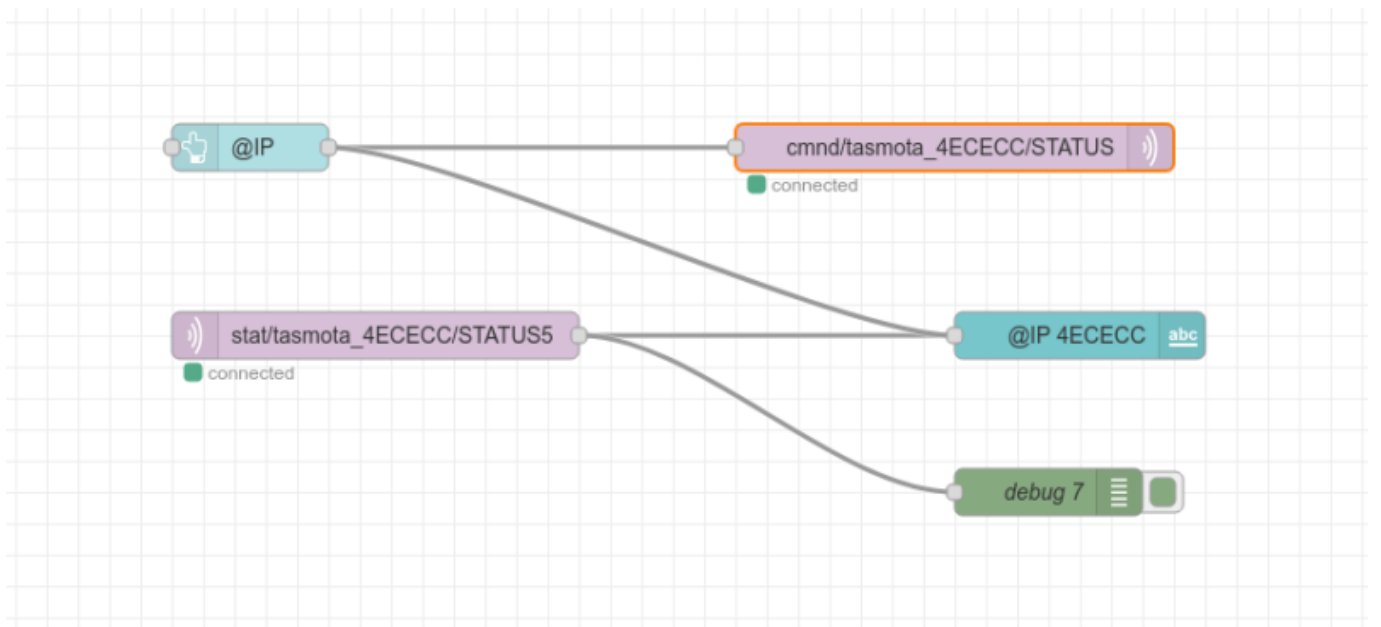 @IP
cmnd/tasmota_4ECECC/STATUS
connected
stat/tasmota_4ECECC/STATUS5
connected
@IP 4ECECC
abc
debug 7